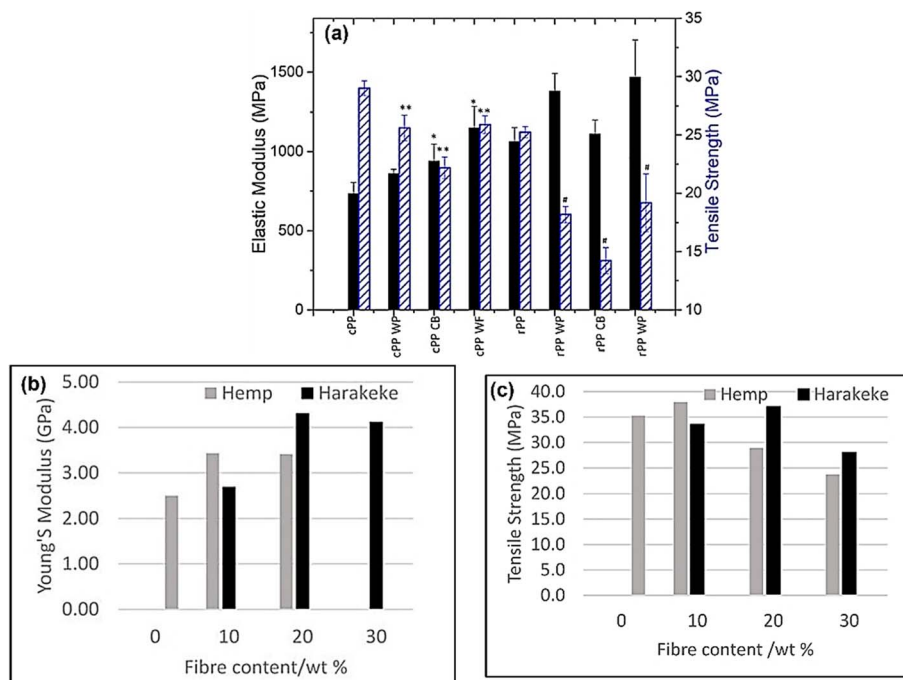 (a)
35
30
25
20
15
10
1500
1000
500
0
Elastic Modulus (MPa)
Tensile Strength (MPa)
**
*
**
*
**
#
#
#
cPP
cPP WP
cPP CB
cPP WF
rPP
rPP WP
rPP CB
rPP WP
(b)
Hemp
Harakeke
5.00
4.00
3.00
2.00
1.00
0.00
Young'S Modulus (GPa)
0 10 20 30
Fibre content/wt %
(c)
Hemp
Harakeke
40.0
35.0
30.0
25.0
20.0
15.0
10.0
5.0
0.0
Tensile Strength (MPa)
0 10 20 30
Fibre content /wt %